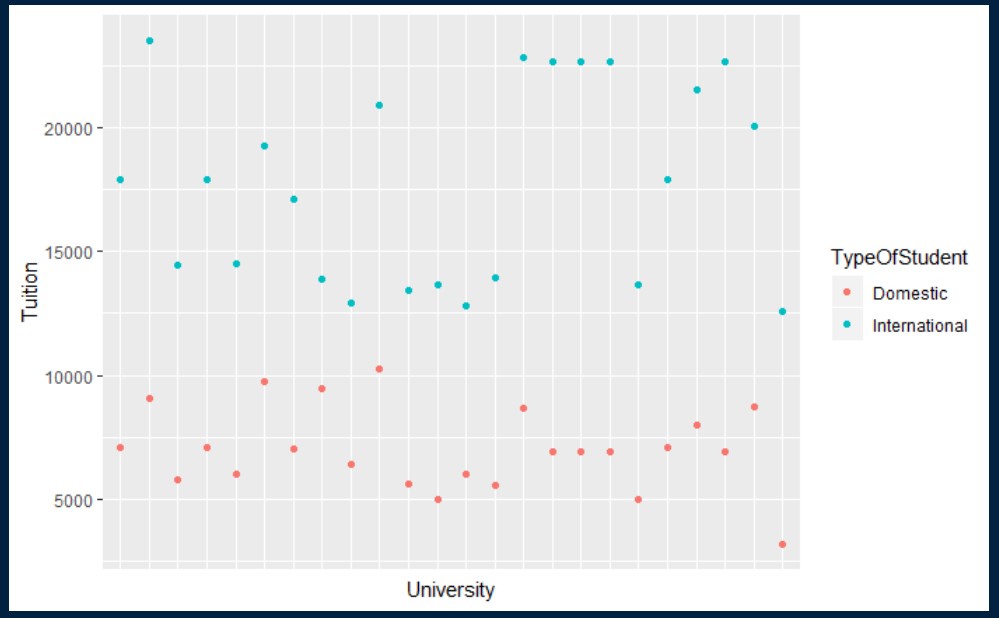 20000
15000
10000
5000
Tuition
University
TypeOfStudent
Domestic
International